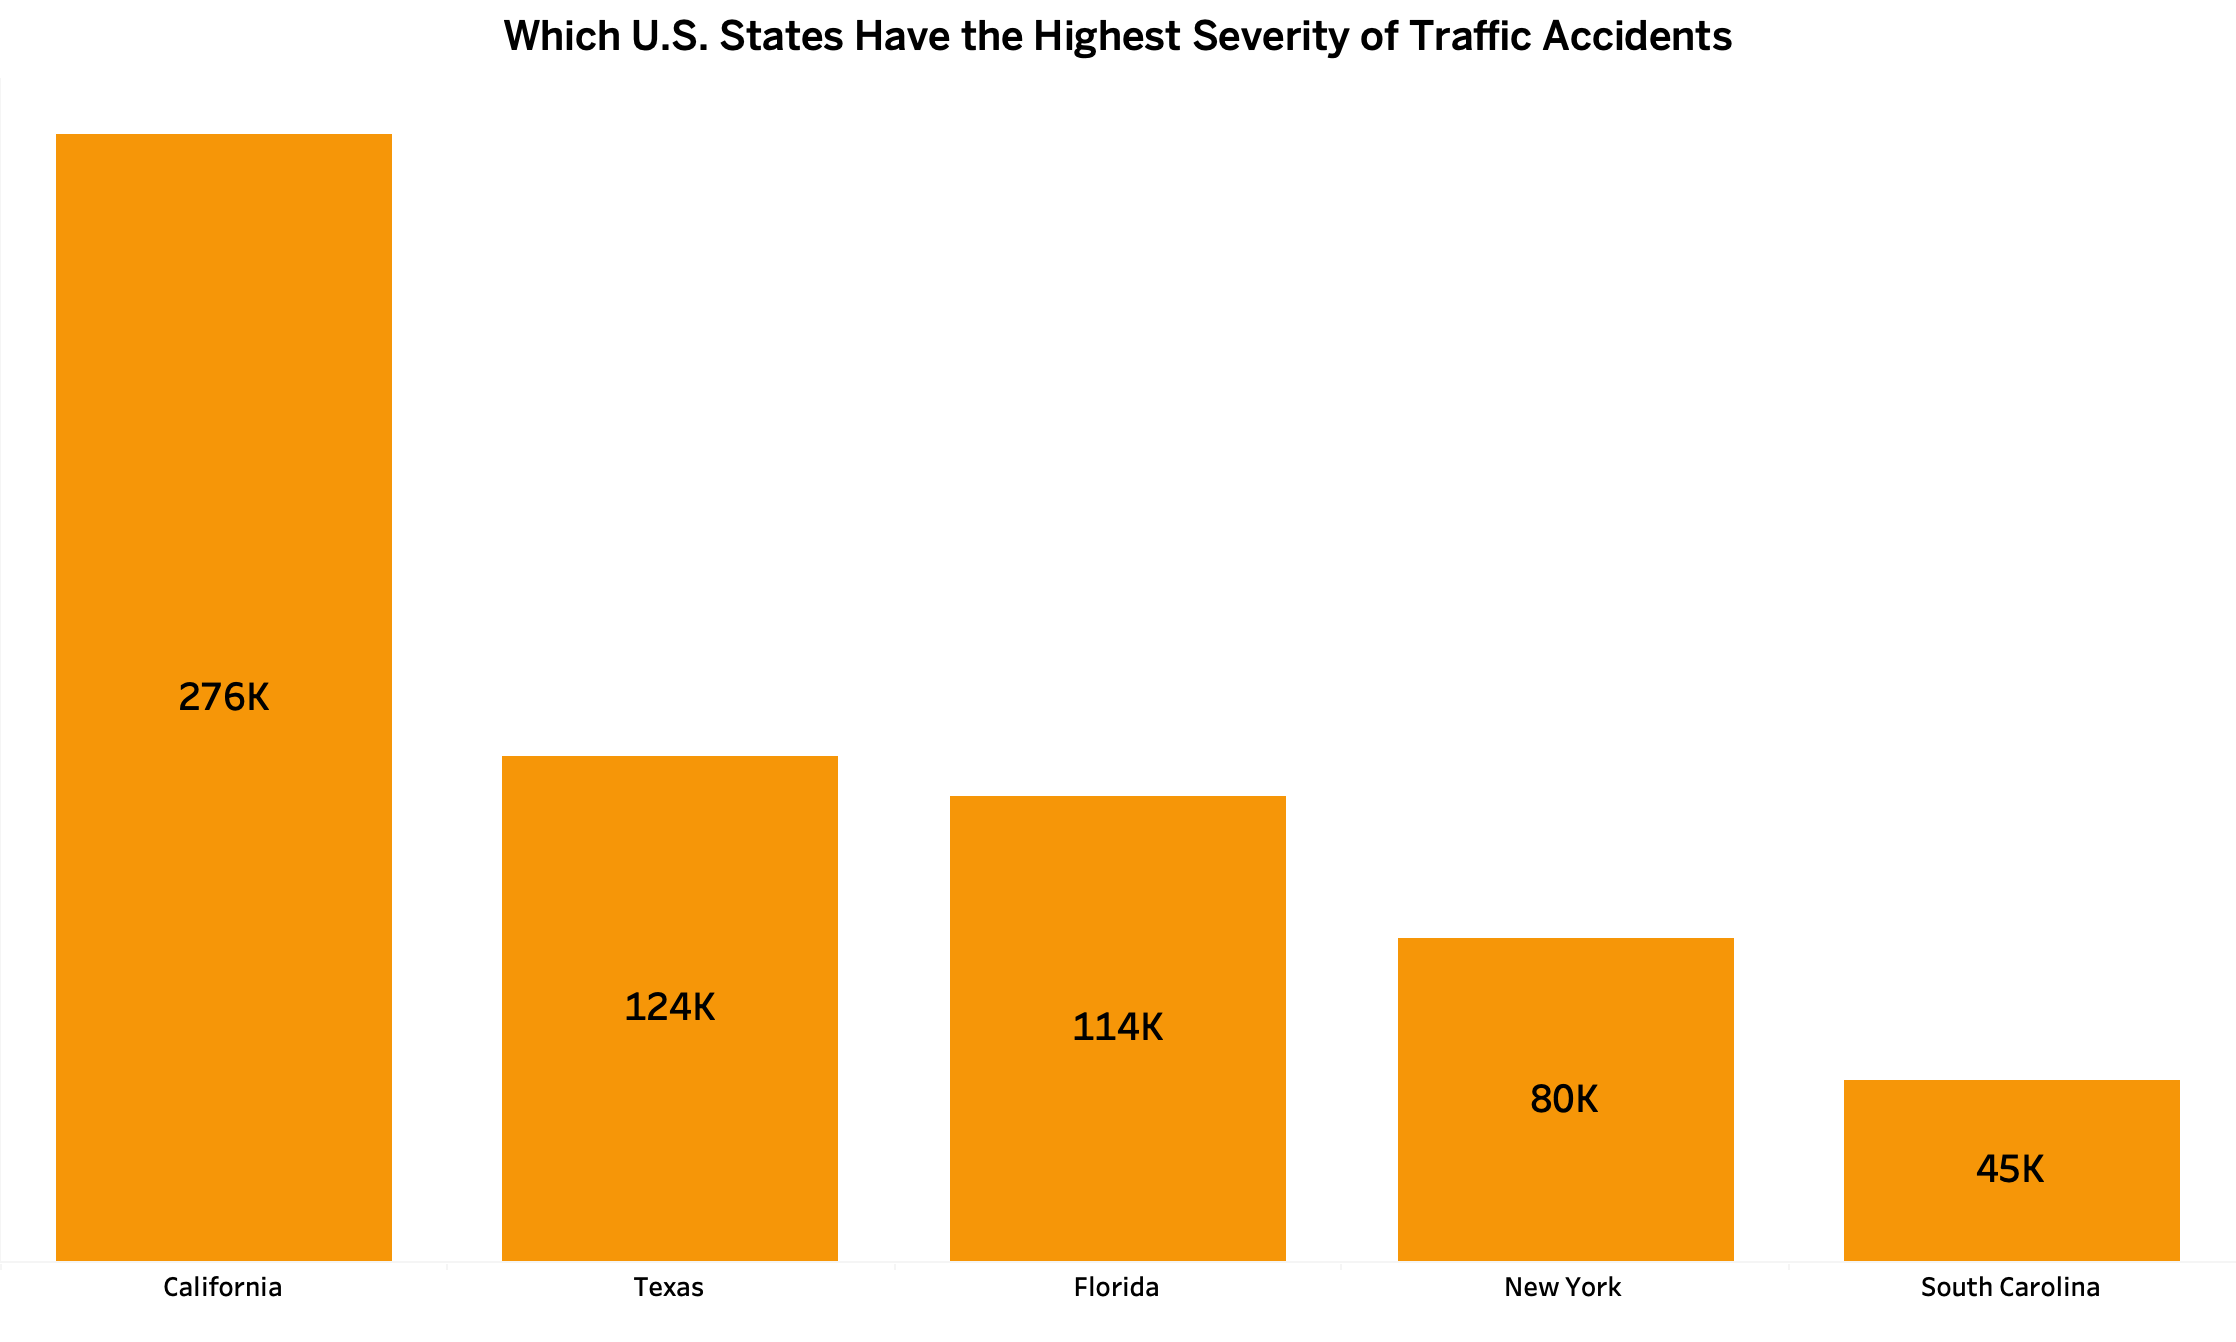 Which U.S. States Have the Highest Severity of Traffic Accidents
276K
124K
114K
80K
45K
California
Texas
Florida
New York
South Carolina